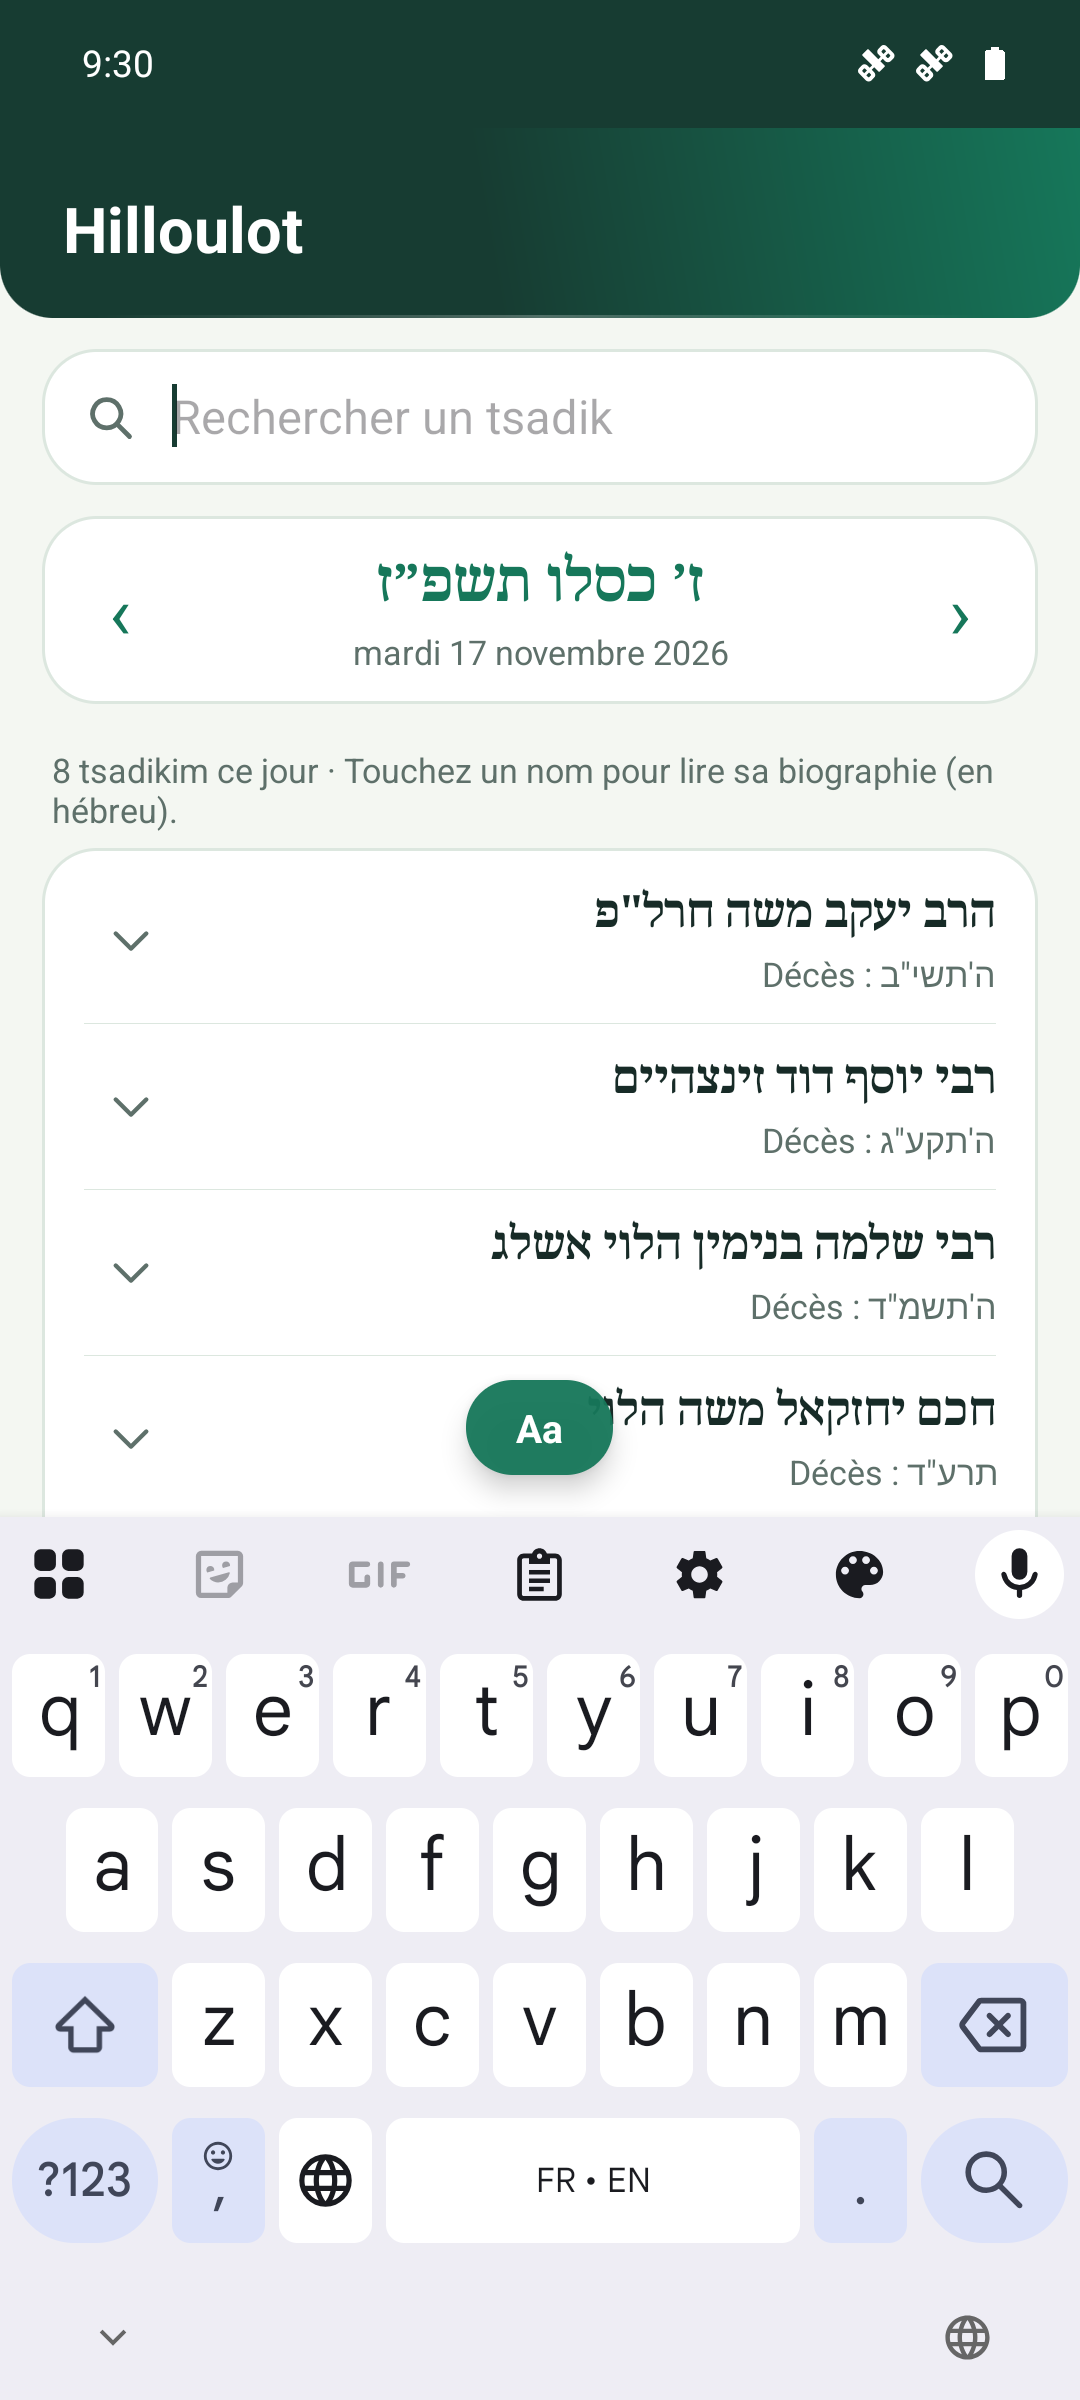 9:30
Hilloulot
Rechercher un tsadik
ז׳ כסלו תשפ״ז
mardi 17 novembre 2026
8 tsadikim ce jour · Touchez un nom pour lire sa biographie (en
hébreu).
הרב יעקב משה חרל"פ
Décès : ה'תשי"ב
רבי יוסף דוד זינצהיים
Décès : ה'תקע"ג
רבי שלמה בנימין הלוי אשלג
Décès : ה'תשמ"ד
חכם יחזקאל משה הלוי
Décès : תרע"ד
Aa
GIF
q 1 w 2 e 3 r 4 t 5 y 6 u 7 i 8 o 9 p 0
a s d f g h j k l
z x c v b n m
?123 , FR • EN .